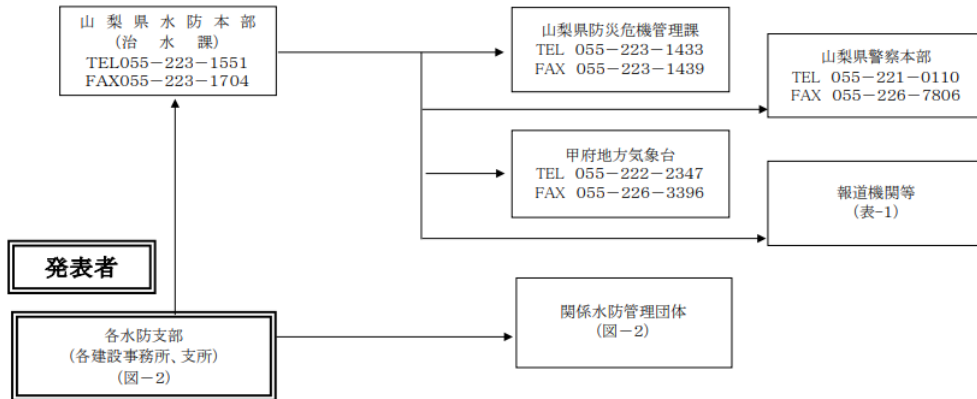 山 梨 県 水 防 本 部
(治 水 課)
TEL055－223－1551
FAX055－223－1704
山梨県防災危機管理課
TEL 055－223－1433
FAX 055－223－1439
山梨県警察本部
TEL 055－221－0110
FAX 055－226－7806
甲府地方気象台
TEL 055－222－2347
FAX 055－226－3396
報道機関等
(表-1)
発表者
各水防支部
(各建設事務所、支所)
(図－2)
関係水防管理団体
(図－2)